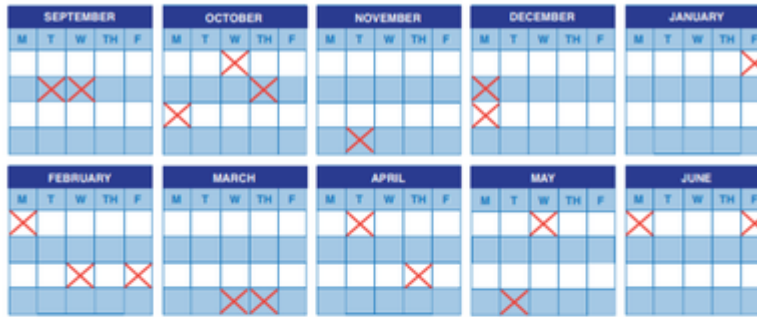 SEPTEMBER OCTOBER NOVEMBER DECEMBER JANUARY
M T W TH F M T W TH F M T W TH F M T W TH F M T W TH F
FEBRUARY MARCH APRIL MAY JUNE
M T W TH F M T W TH F M T W TH F M T W TH F M T W TH F